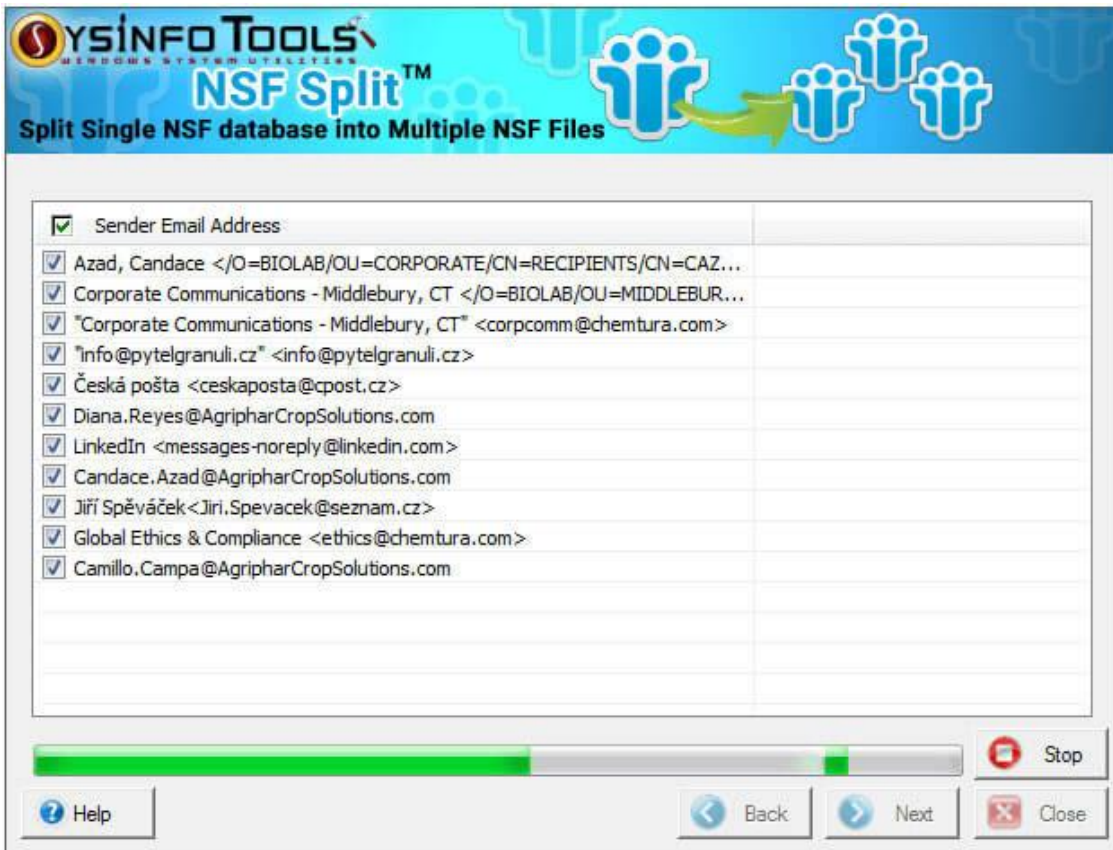 SYSINFOTOOLS
WINDOWS SYSTEM UTILITIES
NSF Split™
Split Single NSF database into Multiple NSF Files
Sender Email Address
Azad, Candace </O=BIOLAB/OU=CORPORATE/CN=RECIPIENTS/CN=CAZ...
Corporate Communications - Middlebury, CT </O=BIOLAB/OU=MIDDLEBUR...
"Corporate Communications - Middlebury, CT" <corpcomm@chemtura.com>
"info@pytelgranuli.cz" <info@pytelgranuli.cz>
Česká pošta <ceskaposta@cpost.cz>
Diana.Reyes@AgripharCropSolutions.com
LinkedIn <messages-noreply@linkedin.com>
Candace.Azad@AgripharCropSolutions.com
Jiří Spěváček<Jiri.Spevacek@seznam.cz>
Global Ethics & Compliance <ethics@chemtura.com>
Camillo.Campa@AgripharCropSolutions.com
Stop
Help
Back
Next
Close